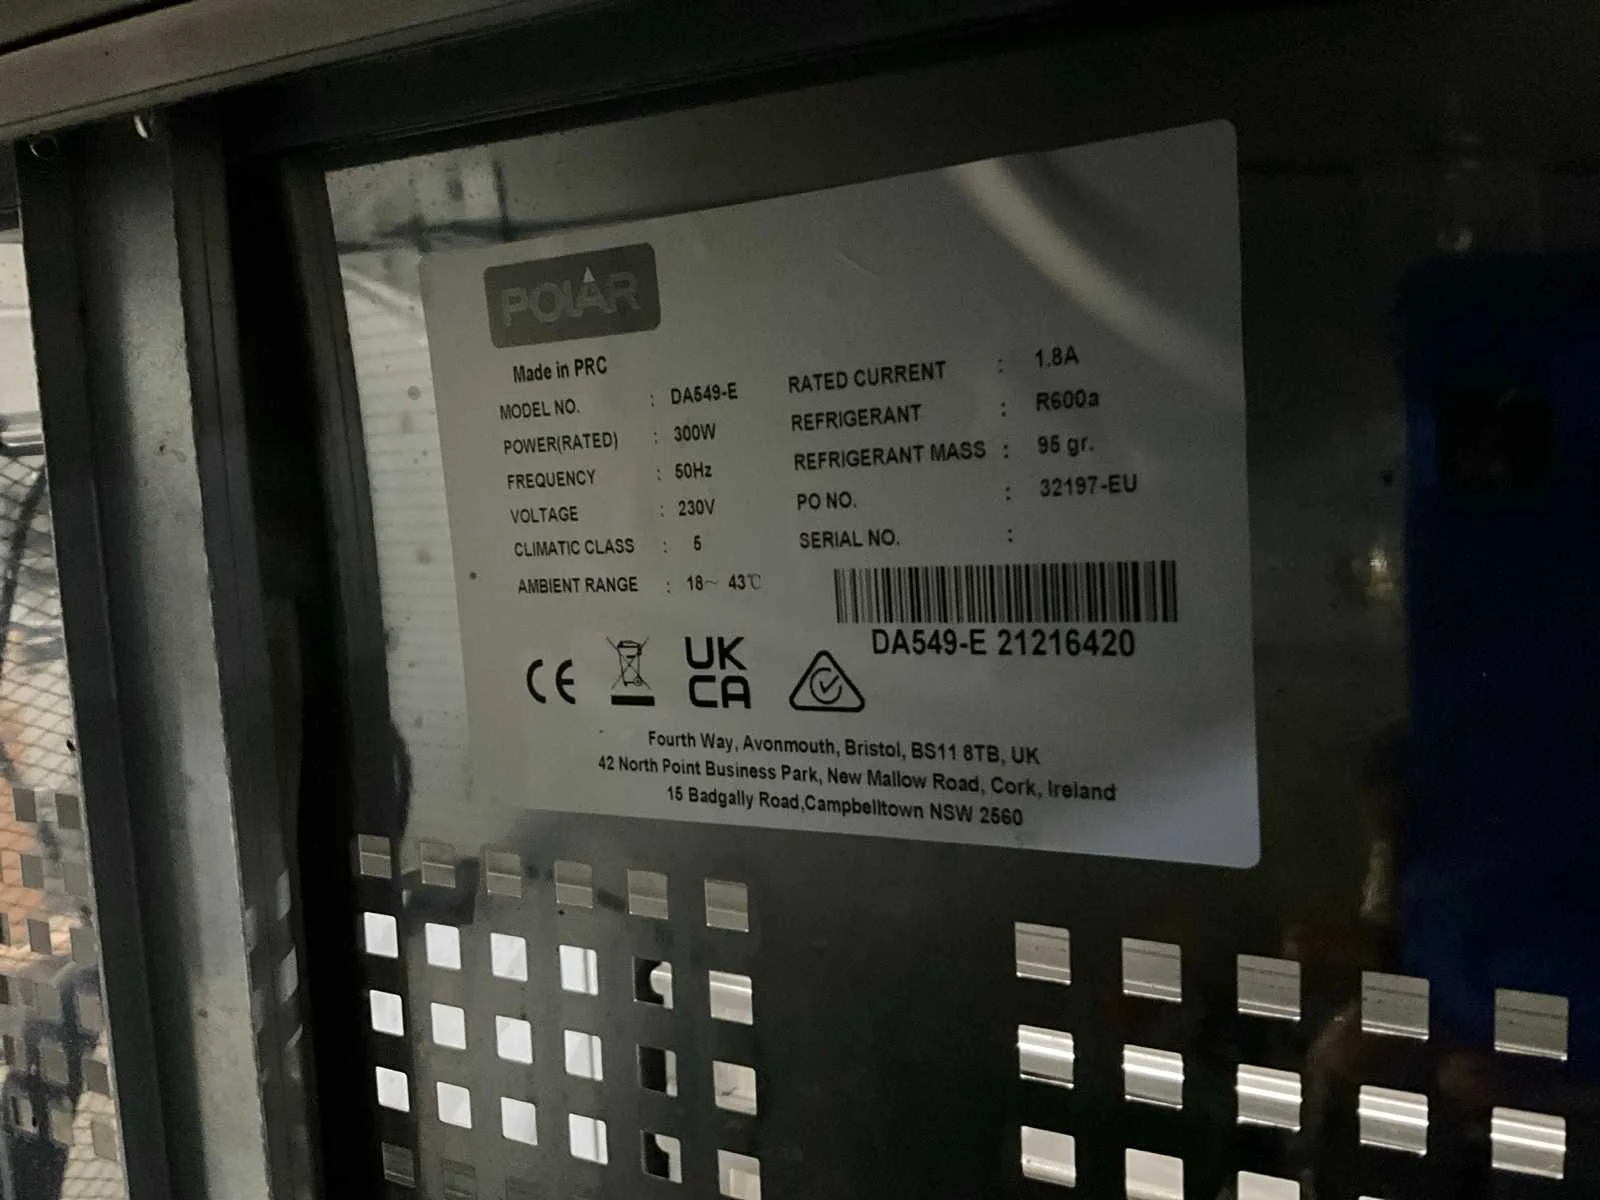 POLAR
Made in PRC
MODEL NO. : DA549-E
POWER(RATED) : 300W
FREQUENCY : 50Hz
VOLTAGE : 230V
CLIMATIC CLASS : 5
AMBIENT RANGE : 18~ 43℃
RATED CURRENT : 1.8A
REFRIGERANT : R600a
REFRIGERANT MASS : 95 gr.
PO NO. : 32197-EU
SERIAL NO. :
DA549-E 21216420
CE
UK
CA
Fourth Way, Avonmouth, Bristol, BS11 8TB, UK
42 North Point Business Park, New Mallow Road, Cork, Ireland
15 Badgally Road,Campbelltown NSW 2560